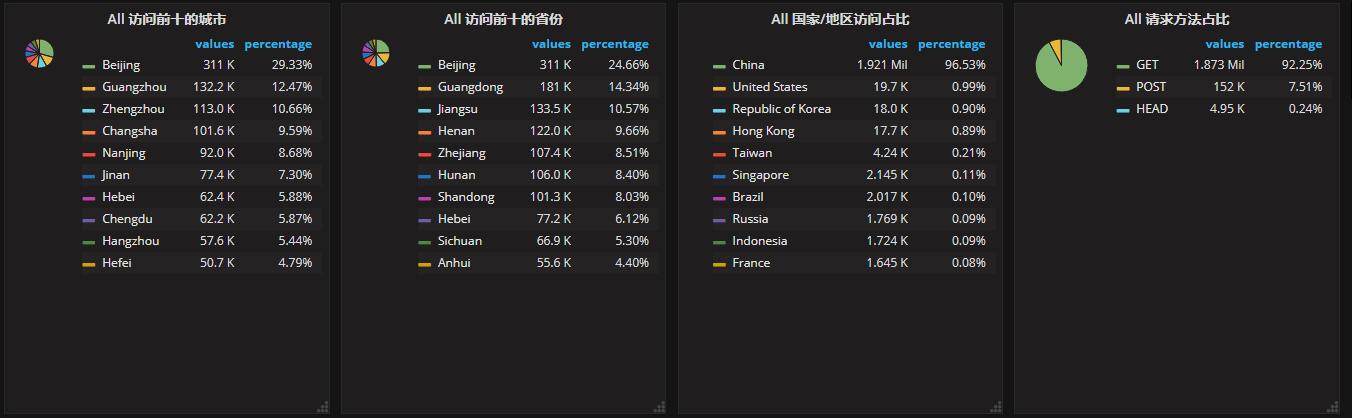 All 访问前十的城市
values percentage
Beijing 311 K 29.33%
Guangzhou 132.2 K 12.47%
Zhengzhou 113.0 K 10.66%
Changsha 101.6 K 9.59%
Nanjing 92.0 K 8.68%
Jinan 77.4 K 7.30%
Hebei 62.4 K 5.88%
Chengdu 62.2 K 5.87%
Hangzhou 57.6 K 5.44%
Hefei 50.7 K 4.79%
All 访问前十的省份
values percentage
Beijing 311 K 24.66%
Guangdong 181 K 14.34%
Jiangsu 133.5 K 10.57%
Henan 122.0 K 9.66%
Zhejiang 107.4 K 8.51%
Hunan 106.0 K 8.40%
Shandong 101.3 K 8.03%
Hebei 77.2 K 6.12%
Sichuan 66.9 K 5.30%
Anhui 55.6 K 4.40%
All 国家/地区访问占比
values percentage
China 1.921 Mil 96.53%
United States 19.7 K 0.99%
Republic of Korea 18.0 K 0.90%
Hong Kong 17.7 K 0.89%
Taiwan 4.24 K 0.21%
Singapore 2.145 K 0.11%
Brazil 2.017 K 0.10%
Russia 1.769 K 0.09%
Indonesia 1.724 K 0.09%
France 1.645 K 0.08%
All 请求方法占比
values percentage
GET 1.873 Mil 92.25%
POST 152 K 7.51%
HEAD 4.95 K 0.24%